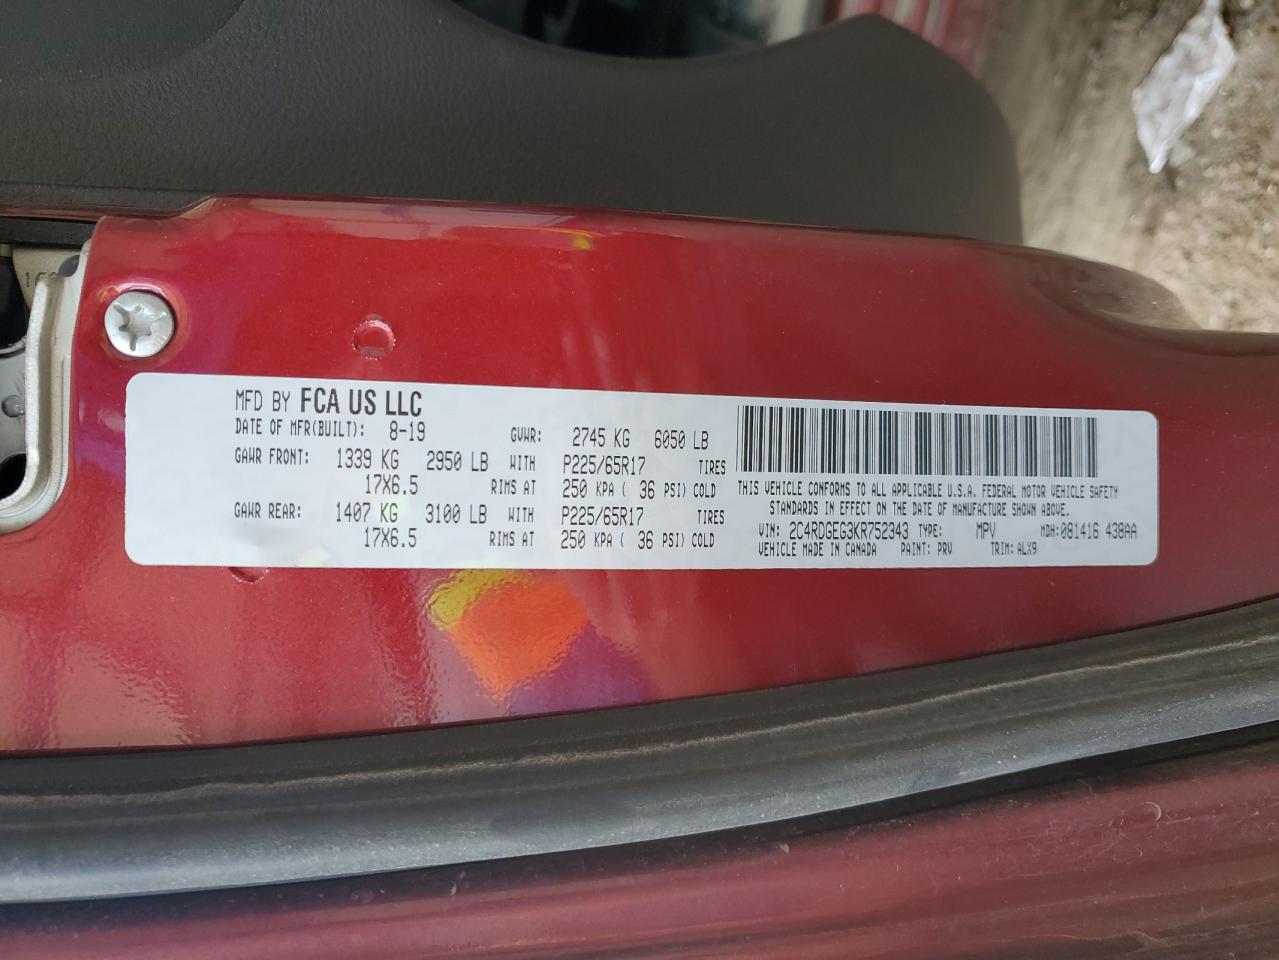 MFD BY FCA US LLC
DATE OF MFR(BUILT): 8-19 GVWR: 2745 KG 6050 LB
GAWR FRONT: 1339 KG 2950 LB WITH P225/65R17 TIRES
17X6.5 RIMS AT 250 KPA ( 36 PSI) COLD
GAWR REAR: 1407 KG 3100 LB WITH P225/65R17 TIRES
17X6.5 RIMS AT 250 KPA ( 36 PSI) COLD
THIS VEHICLE CONFORMS TO ALL APPLICABLE U.S.A. FEDERAL MOTOR VEHICLE SAFETY
STANDARDS IN EFFECT ON THE DATE OF MANUFACTURE SHOWN ABOVE.
VIN: 2C4RDGEG3KR752343 TYPE: MPV MDH:081416 438AA
VEHICLE MADE IN CANADA PAINT: PRV TRIM: ALX9